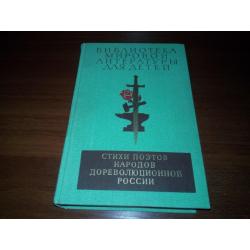 БИБЛИОТЕКА
МИРОВОЙ
ЛИТЕРАТУРЫ
ДЛЯ ДЕТЕЙ
СТИХИ ПОЭТОВ
НАРОДОВ
ДОРЕВОЛЮЦИОННОЙ
РОССИИ